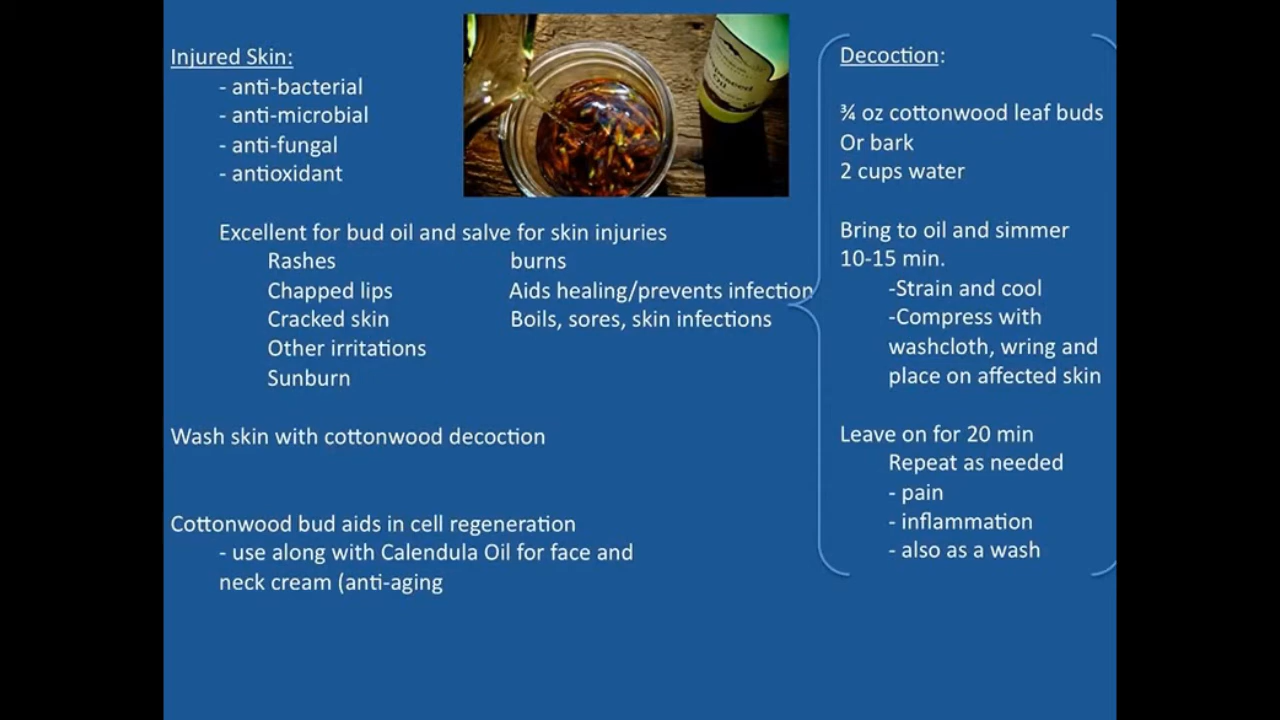 Injured Skin:
- anti-bacterial
- anti-microbial
- anti-fungal
- antioxidant
Excellent for bud oil and salve for skin injuries
Rashes burns
Chapped lips Aids healing/prevents infection
Cracked skin Boils, sores, skin infections
Other irritations
Sunburn
Wash skin with cottonwood decoction
Cottonwood bud aids in cell regeneration
- use along with Calendula Oil for face and
neck cream (anti-aging
Oil
Decoction:
¾ oz cottonwood leaf buds
Or bark
2 cups water
Bring to oil and simmer
10-15 min.
-Strain and cool
-Compress with
washcloth, wring and
place on affected skin
Leave on for 20 min
Repeat as needed
- pain
- inflammation
- also as a wash